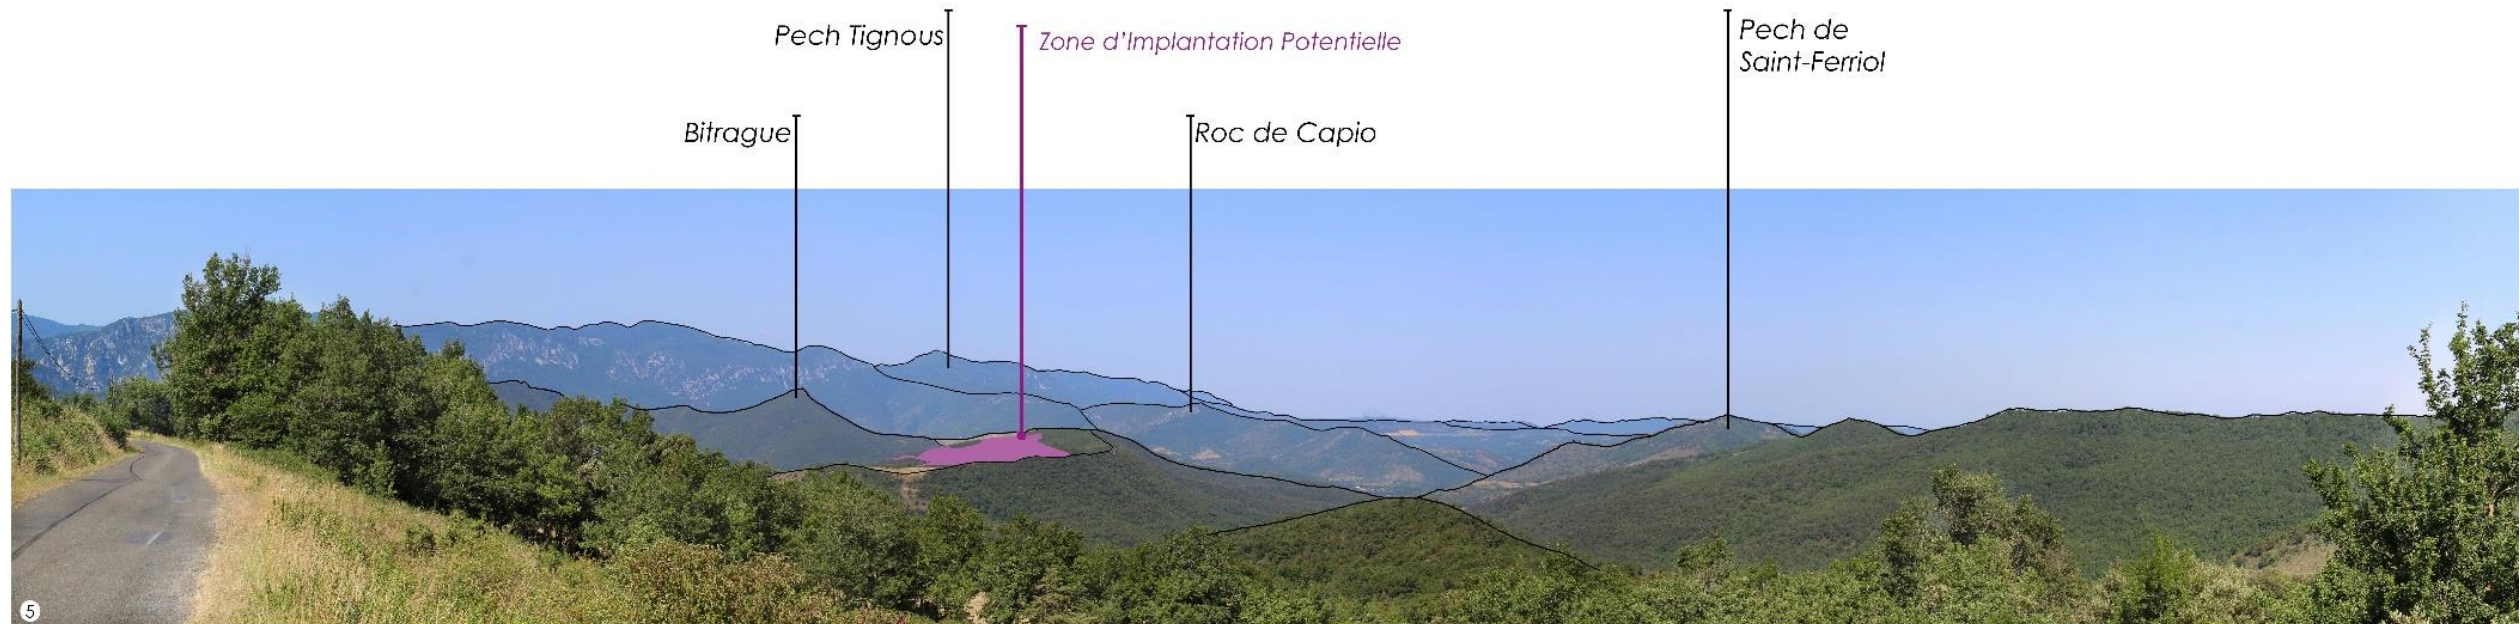 Pech Tignous
Zone d'Implantation Potentielle
Pech de
Saint-Ferriol
Bitrague
Roc de Capio
5